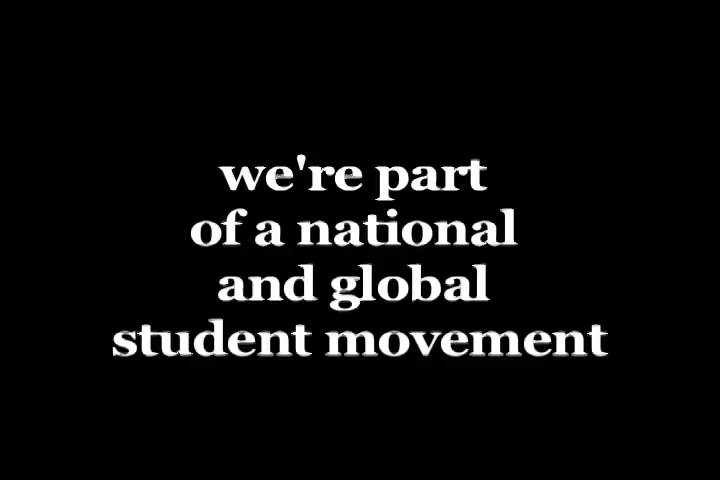 we're part
of a national
and global
student movement